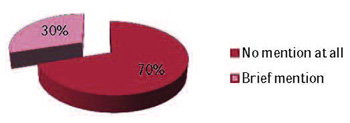 30%
70%
No mention at all
Brief mention